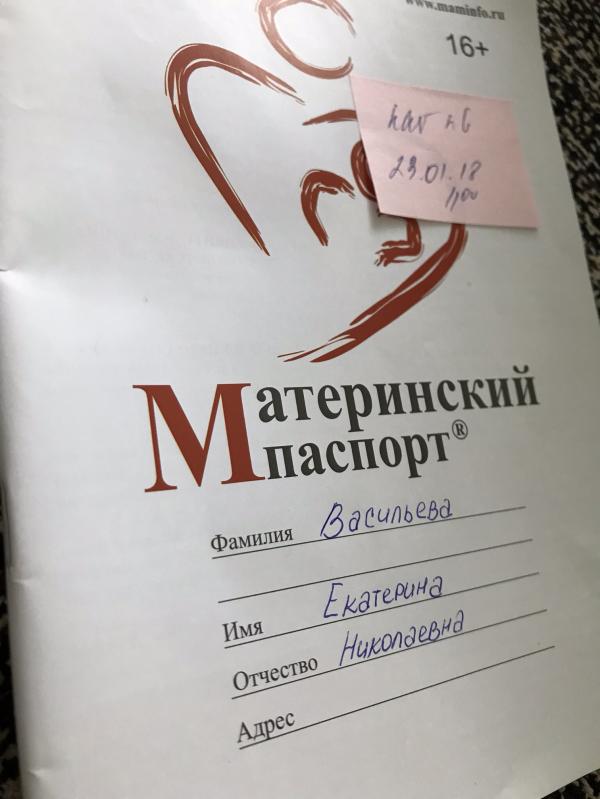 www.maminfo.ru
16+
23.01.18
Материнский
паспорт®
Фамилия Васильева
Имя Екатерина
Отчество Николаевна
Адрес